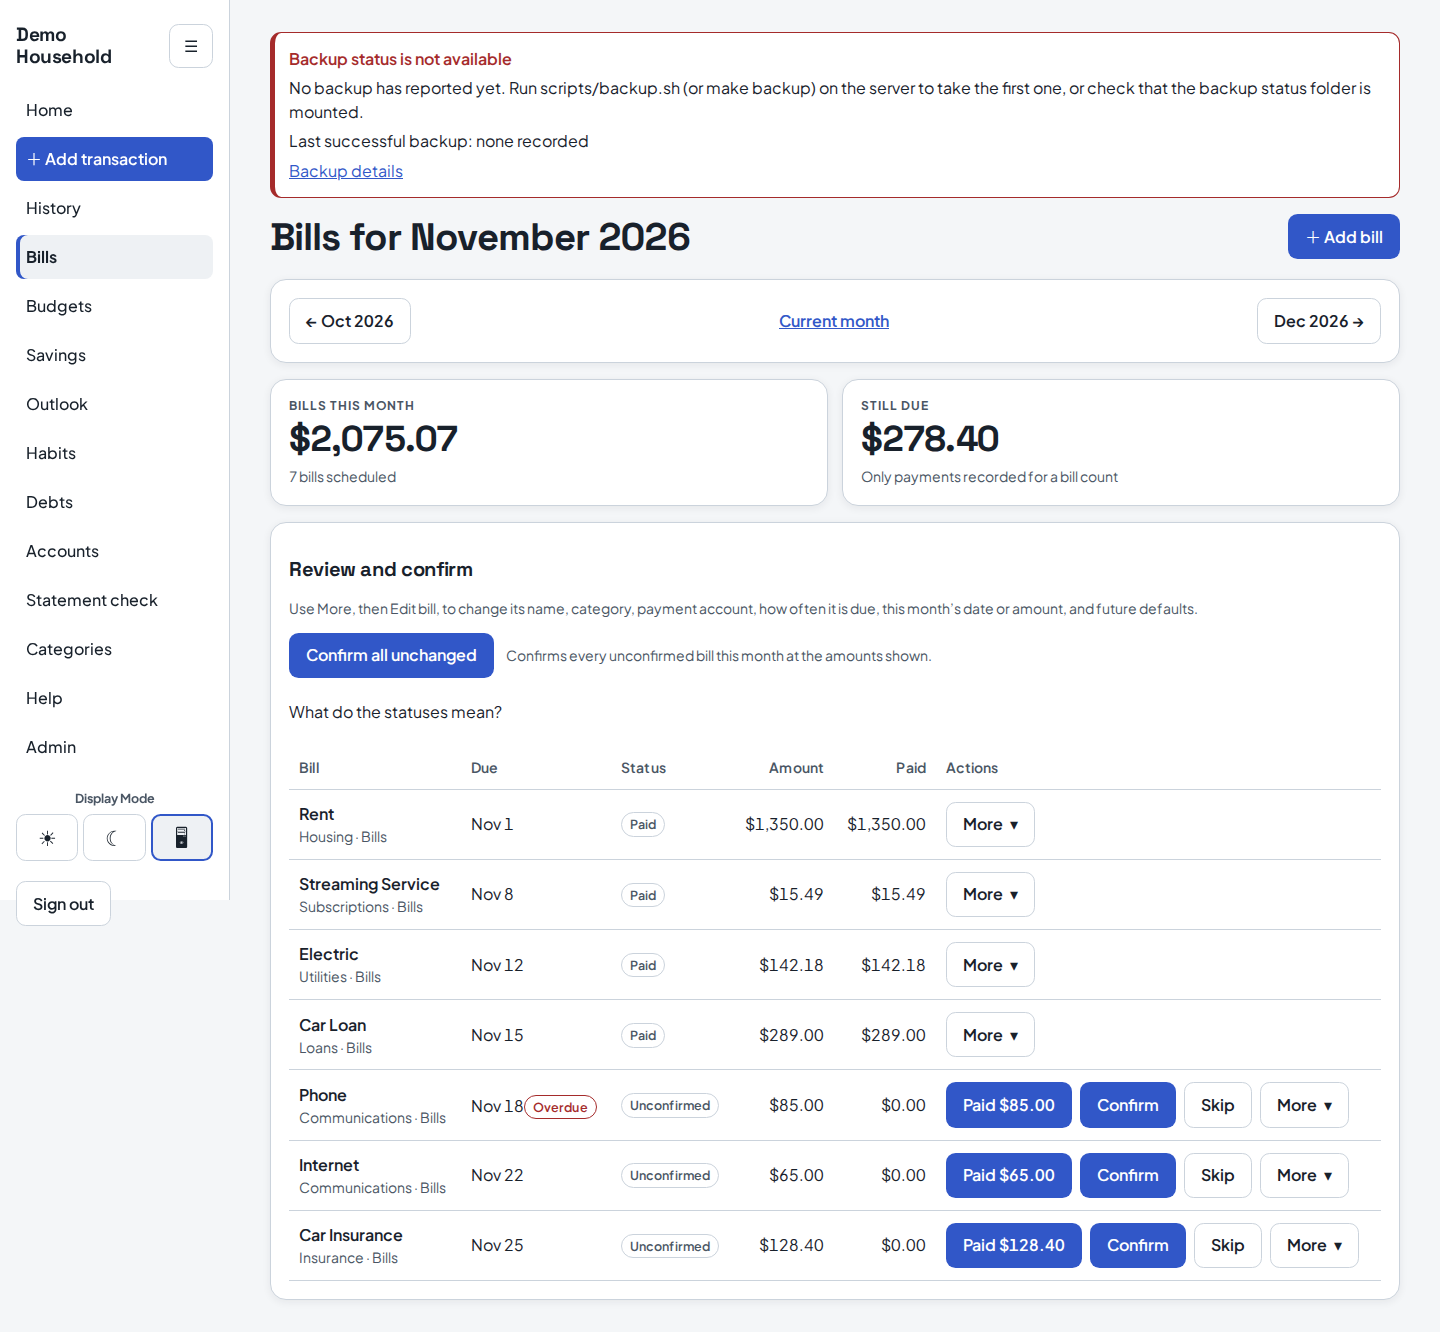 Demo
Household
☰
Home
+ Add transaction
History
Bills
Budgets
Savings
Outlook
Habits
Debts
Accounts
Statement check
Categories
Help
Admin
Display Mode
Sign out
Backup status is not available
No backup has reported yet. Run scripts/backup.sh (or make backup) on the server to take the first one, or check that the backup status folder is
mounted.
Last successful backup: none recorded
Backup details
Bills for November 2026
+ Add bill
← Oct 2026
Current month
Dec 2026 →
BILLS THIS MONTH
$2,075.07
7 bills scheduled
STILL DUE
$278.40
Only payments recorded for a bill count
Review and confirm
Use More, then Edit bill, to change its name, category, payment account, how often it is due, this month's date or amount, and future defaults.
Confirm all unchanged
Confirms every unconfirmed bill this month at the amounts shown.
What do the statuses mean?
Bill Due Status Amount Paid Actions
Rent
Housing · Bills
Nov 1 Paid $1,350.00 $1,350.00 More ▾
Streaming Service
Subscriptions · Bills
Nov 8 Paid $15.49 $15.49 More ▾
Electric
Utilities · Bills
Nov 12 Paid $142.18 $142.18 More ▾
Car Loan
Loans · Bills
Nov 15 Paid $289.00 $289.00 More ▾
Phone
Communications · Bills
Nov 18 Overdue Unconfirmed $85.00 $0.00 Paid $85.00 Confirm Skip More ▾
Internet
Communications · Bills
Nov 22 Unconfirmed $65.00 $0.00 Paid $65.00 Confirm Skip More ▾
Car Insurance
Insurance · Bills
Nov 25 Unconfirmed $128.40 $0.00 Paid $128.40 Confirm Skip More ▾